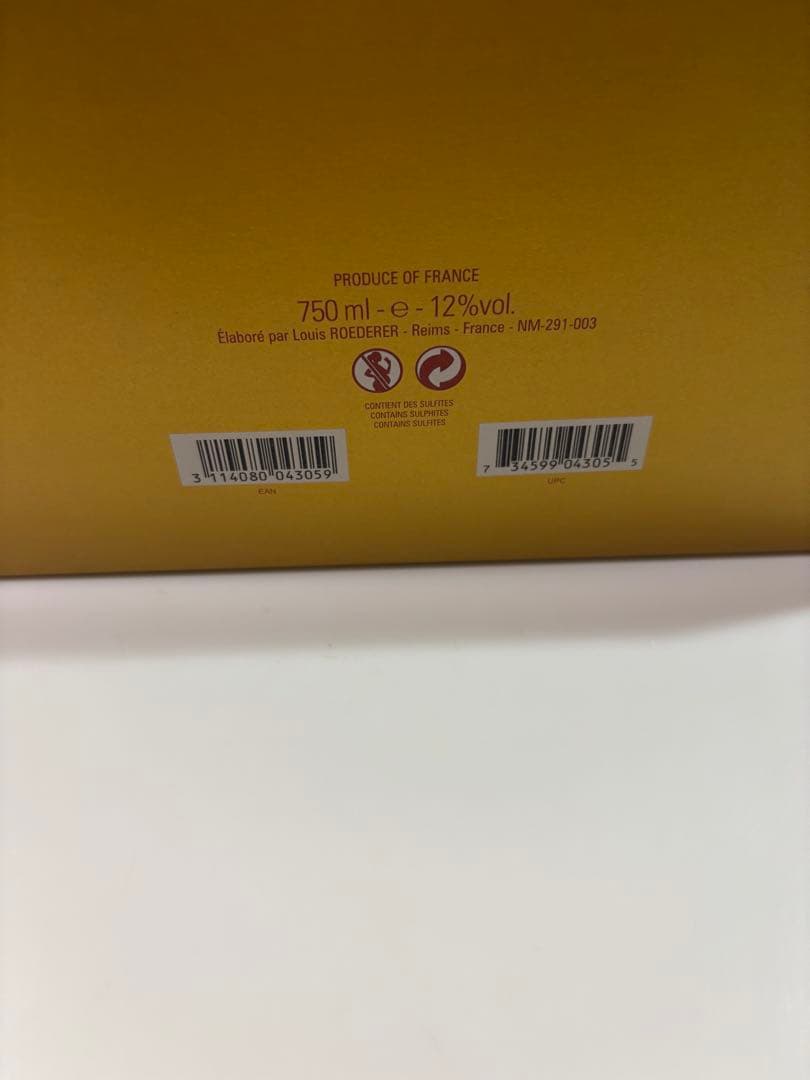 PRODUCE OF FRANCE
750 ml - ℮ - 12%vol.
Élaboré par Louis ROEDERER - Reims - France - NM-291-003
CONTIENT DES SULFITES
CONTAINS SULPHITES
CONTAINS SULFITES
3 114080 043059
EAN
7 34599 04305 5
UPC